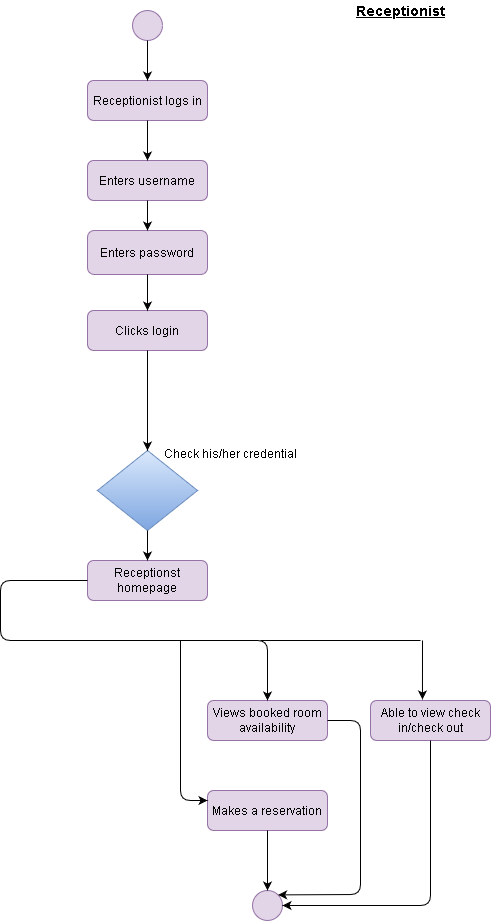 Receptionist
Receptionist logs in
Enters username
Enters password
Clicks login
Check his/her credential
Receptionst
homepage
Views booked room
availability
Able to view check
in/check out
Makes a reservation